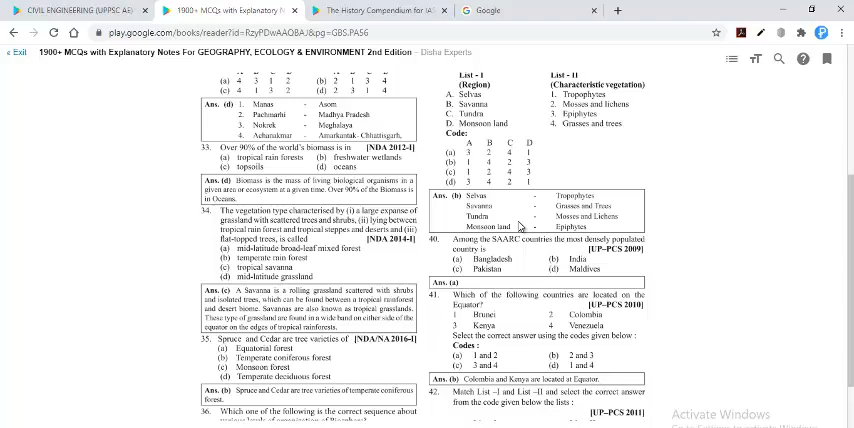 CIVIL ENGINEERING (UPPSC AE)
1900+ MCQs with Explanatory N
The History Compendium for IAS
Google
play.google.com/books/reader?id=RzyPDwAAQBAJ&pg=GBS.PA56
Exit
1900+ MCQs with Explanatory Notes For GEOGRAPHY, ECOLOGY & ENVIRONMENT 2nd Edition – Disha Experts
(a) 4 3 1 2 (b) 2 1 3 4
(c) 4 1 3 2 (d) 2 3 1 4
Ans. (d) 1. Manas - Asom
2. Pachmarhi - Madhya Pradesh
3. Nokrek - Meghalaya
4. Achanakmar - Amarkantak- Chhattisgarh,
33. Over 90% of the world's biomass is in [NDA 2012-I]
(a) tropical rain forests (b) freshwater wetlands
(c) topsoils (d) oceans
Ans. (d) Biomass is the mass of living biological organisms in a
given area or ecosystem at a given time. Over 90% of the Biomass is
in Oceans.
34. The vegetation type characterised by (i) a large expanse of
grassland with scattered trees and shrubs, (ii) lying between
tropical rain forest and tropical steppes and deserts and (iii)
flat-topped trees, is called [NDA 2014-I]
(a) mid-latitude broad-leaf mixed forest
(b) temperate rain forest
(c) tropical savanna
(d) mid-latitude grassland
Ans. (c) A Savanna is a rolling grassland scattered with shrubs
and isolated trees, which can be found between a tropical rainforest
and desert biome. Savannas are also known as tropical grasslands.
These type of grassland are found in a wide band on either side of the
equator on the edges of tropical rainforests.
35. Spruce and Cedar are tree varieties of [NDA/NA 2016-I]
(a) Equatorial forest
(b) Temperate coniferous forest
(c) Monsoon forest
(d) Temperate deciduous forest
Ans. (b) Spruce and Cedar are tree varieties of temperate coniferous
forest.
36. Which one of the following is the correct sequence about
various levels of organization of Biosphere?
List - I List - II
(Region) (Characteristic vegetation)
A. Selvas 1. Tropophytes
B. Savanna 2. Mosses and lichens
C. Tundra 3. Epiphytes
D. Monsoon land 4. Grasses and trees
Code:
A B C D
(a) 3 2 4 1
(b) 1 4 2 3
(c) 1 2 4 3
(d) 3 4 2 1
Ans. (b) Selvas - Tropophytes
Savanna - Grasses and Trees
Tundra - Mosses and Lichens
Monsoon land - Epiphytes
40. Among the SAARC countries the most densely populated
country is [UP–PCS 2009]
(a) Bangladesh (b) India
(c) Pakistan (d) Maldives
Ans. (a)
41. Which of the following countries are located on the
Equator? [UP–PCS 2010]
1 Brunei 2 Colombia
3 Kenya 4 Venezuela
Select the correct answer using the codes given below :
Codes :
(a) 1 and 2 (b) 2 and 3
(c) 3 and 4 (d) 1 and 4
Ans. (b) Colombia and Kenya are located at Equator.
42. Match List –I and List –II and select the correct answer
from the code given below the lists :
[UP–PCS 2011]
Activate Windows